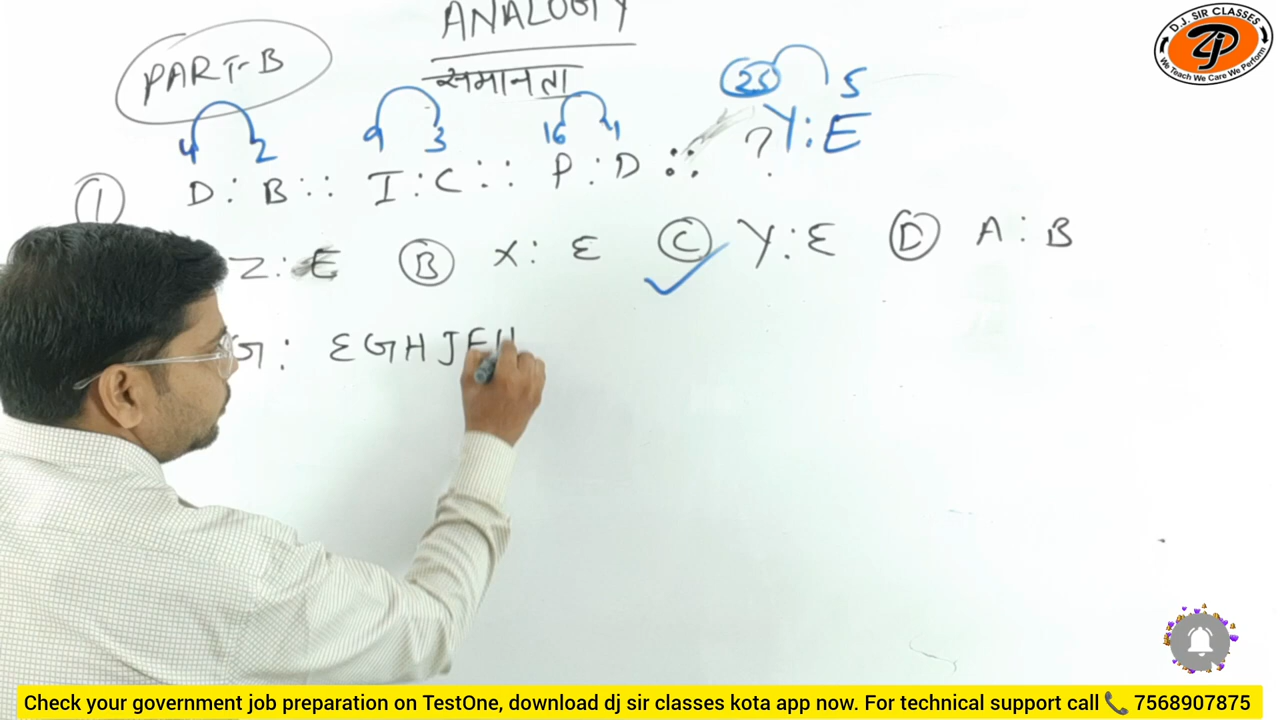 ANALOGY
PART-B
समानता
25 5
Y:E
4 2 9 3 16 4
① D : B :: I : C :: P : D :: ?
Z : E Ⓑ X : E Ⓒ Y : E Ⓓ A : B
G : EGHJF
D.J. SIR CLASSES
We Teach We Care We Perform
Check your government job preparation on TestOne, download dj sir classes kota app now. For technical support call 7568907875